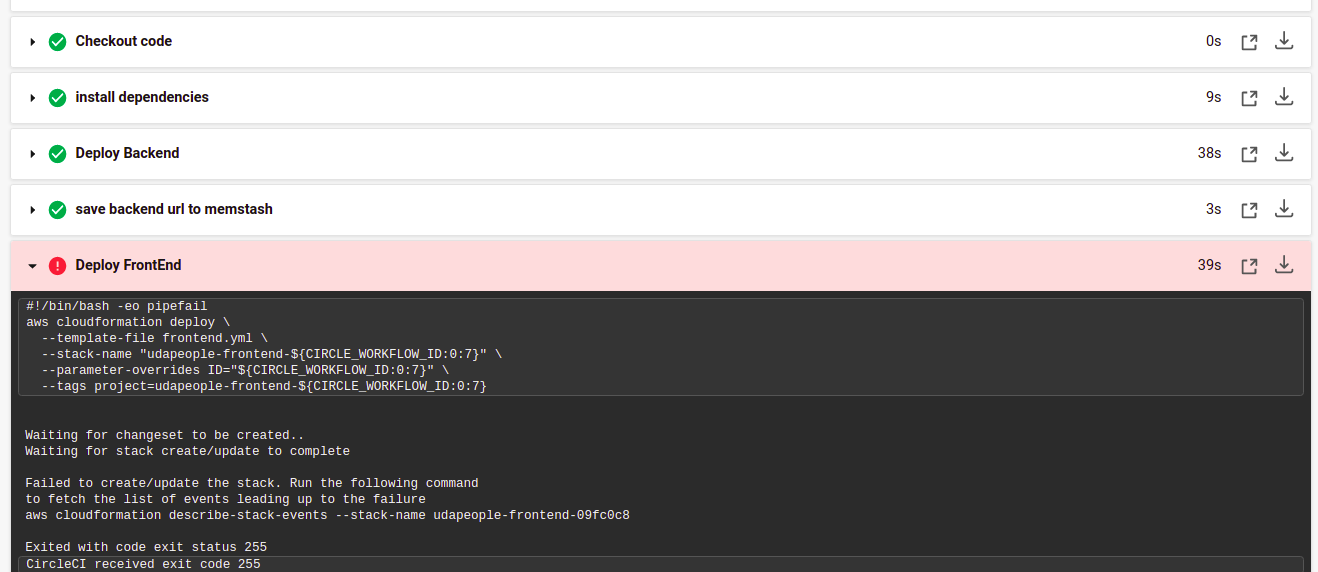 Checkout code 0s
install dependencies 9s
Deploy Backend 38s
save backend url to memstash 3s
Deploy FrontEnd 39s
#!/bin/bash -eo pipefail
aws cloudformation deploy \
  --template-file frontend.yml \
  --stack-name "udapeople-frontend-${CIRCLE_WORKFLOW_ID:0:7}" \
  --parameter-overrides ID="${CIRCLE_WORKFLOW_ID:0:7}" \
  --tags project=udapeople-frontend-${CIRCLE_WORKFLOW_ID:0:7}
Waiting for changeset to be created..
Waiting for stack create/update to complete
Failed to create/update the stack. Run the following command
to fetch the list of events leading up to the failure
aws cloudformation describe-stack-events --stack-name udapeople-frontend-09fc0c8
Exited with code exit status 255
CircleCI received exit code 255